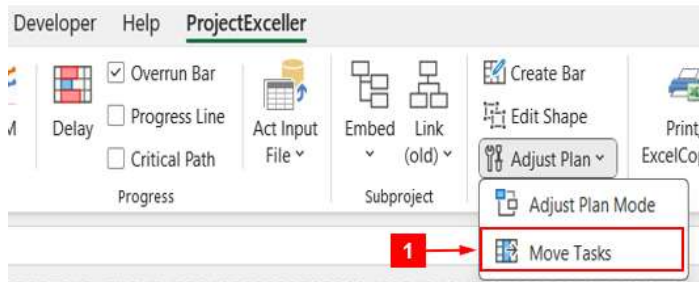 Developer Help ProjectExceller
Overrun Bar
Progress Line
Critical Path
Delay
Progress
Act Input
File
Embed
Link
(old)
Subproject
Create Bar
Edit Shape
Adjust Plan
Print,
ExcelCo
Adjust Plan Mode
1
Move Tasks